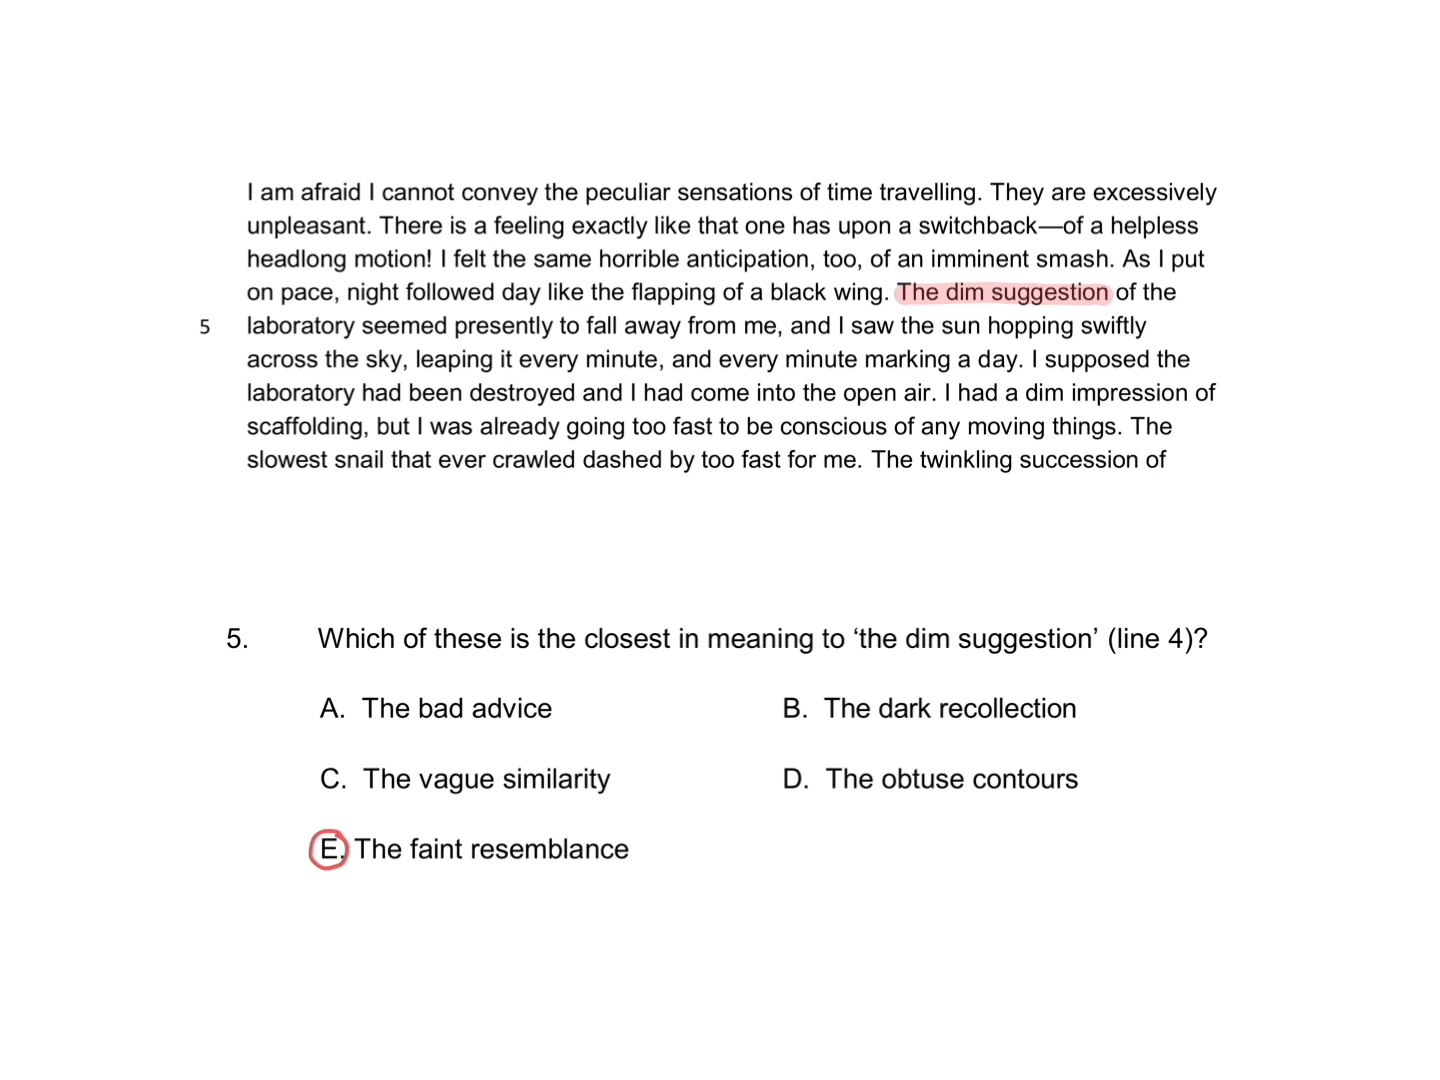 I am afraid I cannot convey the peculiar sensations of time travelling. They are excessively
unpleasant. There is a feeling exactly like that one has upon a switchback—of a helpless
headlong motion! I felt the same horrible anticipation, too, of an imminent smash. As I put
on pace, night followed day like the flapping of a black wing. The dim suggestion of the
5 laboratory seemed presently to fall away from me, and I saw the sun hopping swiftly
across the sky, leaping it every minute, and every minute marking a day. I supposed the
laboratory had been destroyed and I had come into the open air. I had a dim impression of
scaffolding, but I was already going too fast to be conscious of any moving things. The
slowest snail that ever crawled dashed by too fast for me. The twinkling succession of
5. Which of these is the closest in meaning to ‘the dim suggestion’ (line 4)?
A. The bad advice
B. The dark recollection
C. The vague similarity
D. The obtuse contours
E. The faint resemblance